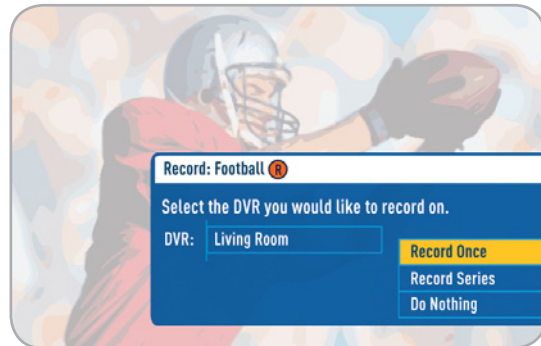 Record: Football R
Select the DVR you would like to record on.
DVR: Living Room
Record Once
Record Series
Do Nothing